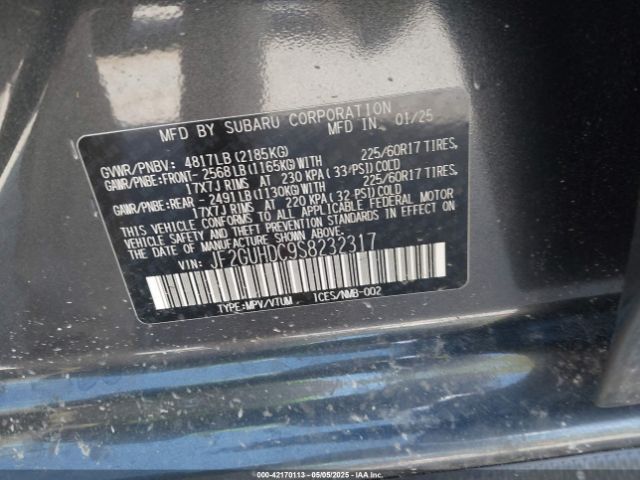 MFD BY SUBARU CORPORATION
MFD IN 01/25
GVWR/PNBV: 4817LB(2185KG)
GAWR/PNBE:FRONT- 2568LB(1165KG)WITH 225/60R17 TIRES,
17X7J RIMS AT 230 KPA(33/PSI)COLD
GAWR/PNBE:REAR - 2491LB(1130KG)WITH 225/60R17 TIRES,
17X7J RIMS AT 220 KPA(32 PSI)COLD
THIS VEHICLE CONFORMS TO ALL APPLICABLE FEDERAL MOTOR
VEHICLE SAFETY AND THEFT PREVENTION STANDARDS IN EFFECT
ON THE DATE OF MANUFACTURE SHOWN ABOVE.
VIN: JF2GUHDC9S8232317
TYPE:MPV/VTUM ICES/NMB-002
000-42170113 - 05/05/2025 - IAA Inc.